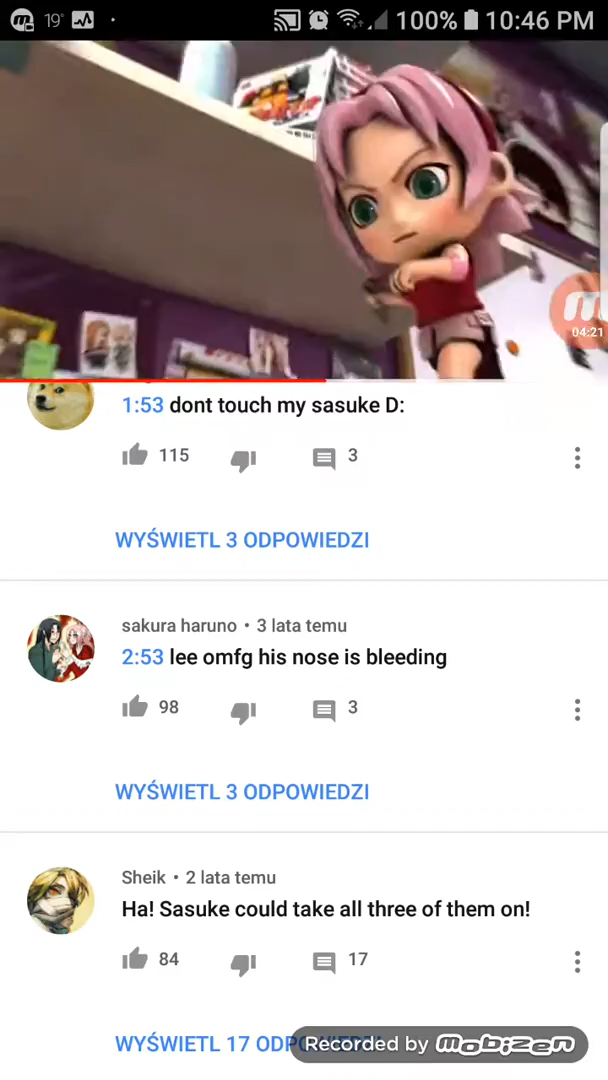 19° 100% 10:46 PM
04:21
1:53 dont touch my sasuke D:
115 3
WYŚWIETL 3 ODPOWIEDZI
sakura haruno • 3 lata temu
2:53 lee omfg his nose is bleeding
98 3
WYŚWIETL 3 ODPOWIEDZI
Sheik • 2 lata temu
Ha! Sasuke could take all three of them on!
84 17
WYŚWIETL 17
Recorded by mobizen